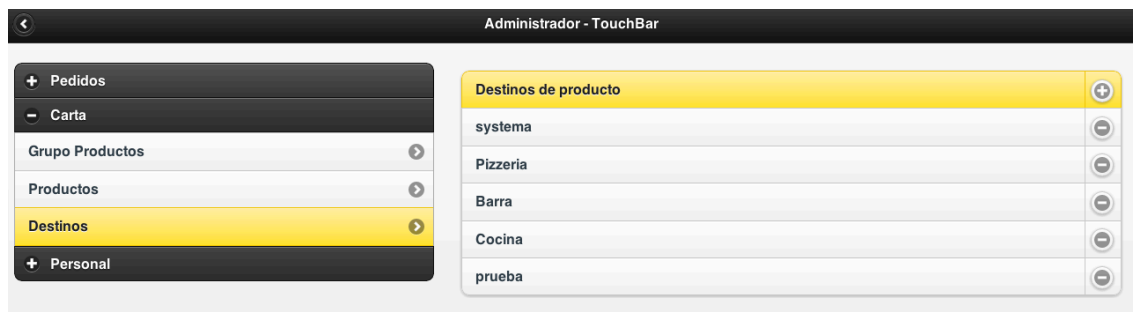 Administrador - TouchBar
Pedidos
Carta
Grupo Productos
Productos
Destinos
Personal
Destinos de producto
systema
Pizzeria
Barra
Cocina
prueba